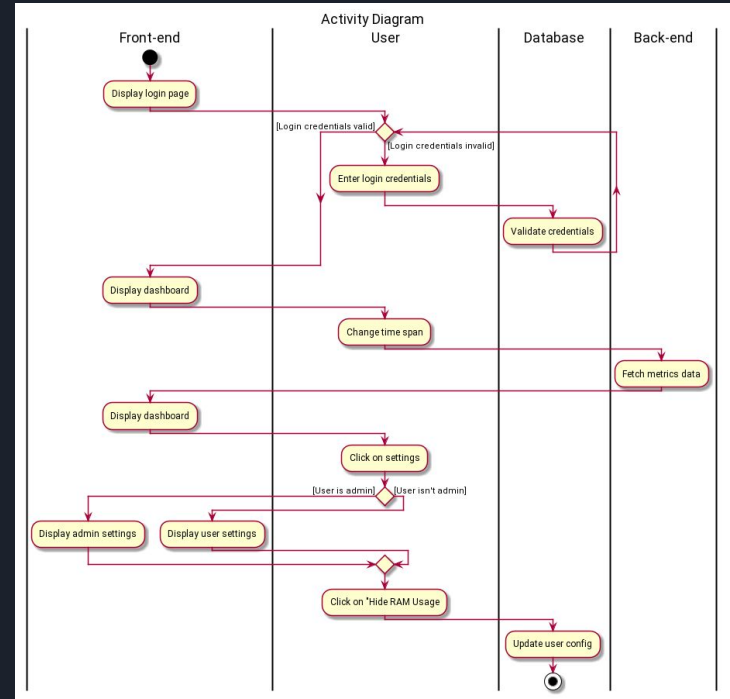 Activity Diagram
Front-end
User
Database
Back-end
Display login page
[Login credentials valid]
[Login credentials invalid]
Enter login credentials
Validate credentials
Display dashboard
Change time span
Fetch metrics data
Display dashboard
Click on settings
[User is admin]
[User isn't admin]
Display admin settings
Display user settings
Click on "Hide RAM Usage
Update user config